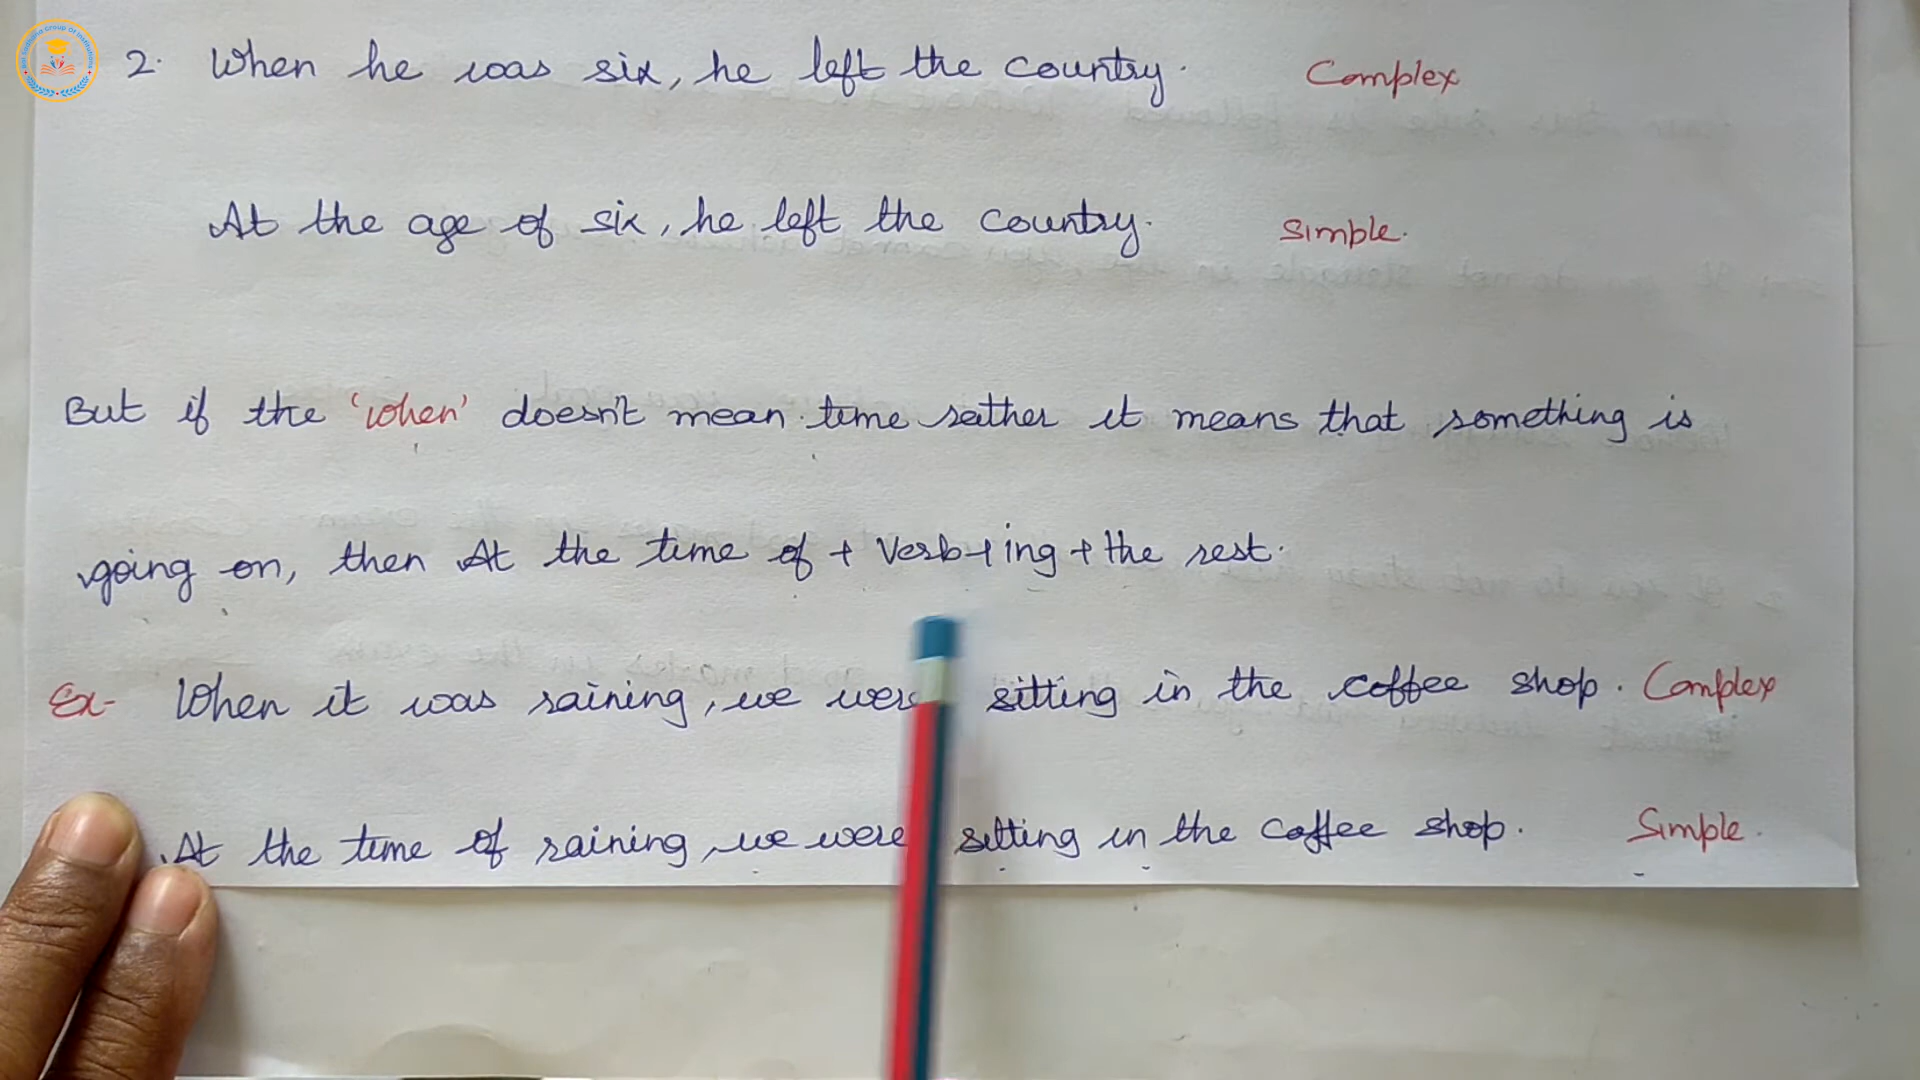 2. When he was six, he left the country. Complex
At the age of six, he left the country. Simple.
But if the 'when' doesn't mean time rather it means that something is
going on, then At the time of + Verb + ing + the rest.
Ex- When it was raining, we were sitting in the coffee shop. Complex
At the time of raining, we were sitting in the coffee shop. Simple.